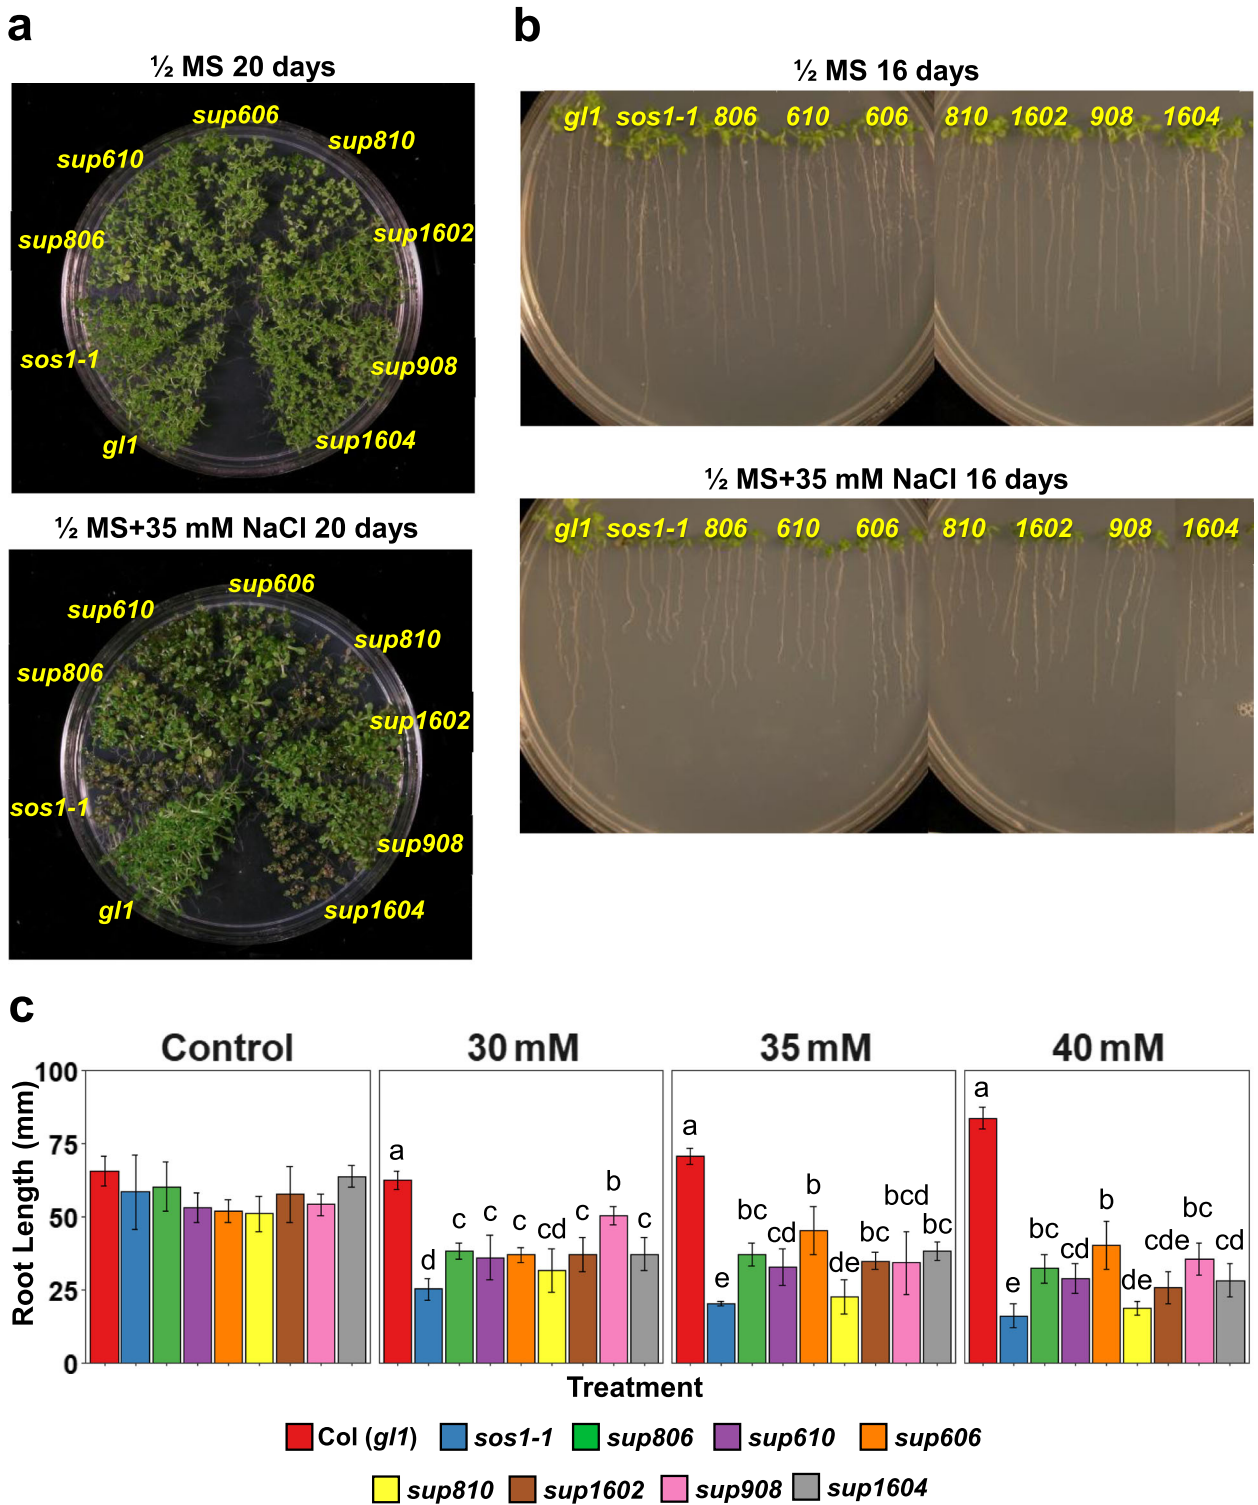 a
½ MS 20 days
sup606
sup810
sup610
sup806
sup1602
sos1-1
sup908
gl1
sup1604
½ MS+35 mM NaCl 20 days
sup606
sup610
sup810
sup806
sup1602
sos1-1
sup908
gl1
sup1604
b
½ MS 16 days
gl1 sos1-1 806 610 606 810 1602 908 1604
½ MS+35 mM NaCl 16 days
gl1 sos1-1 806 610 606 810 1602 908 1604
c
Control 30 mM 35 mM 40 mM
Root Length (mm)
100
75
50
25
0
a d c c c cd c b c
a e bc cd b de bc bcd bc
a e bc cd b de cde bc cd
Treatment
Col (gl1) sos1-1 sup806 sup610 sup606
sup810 sup1602 sup908 sup1604